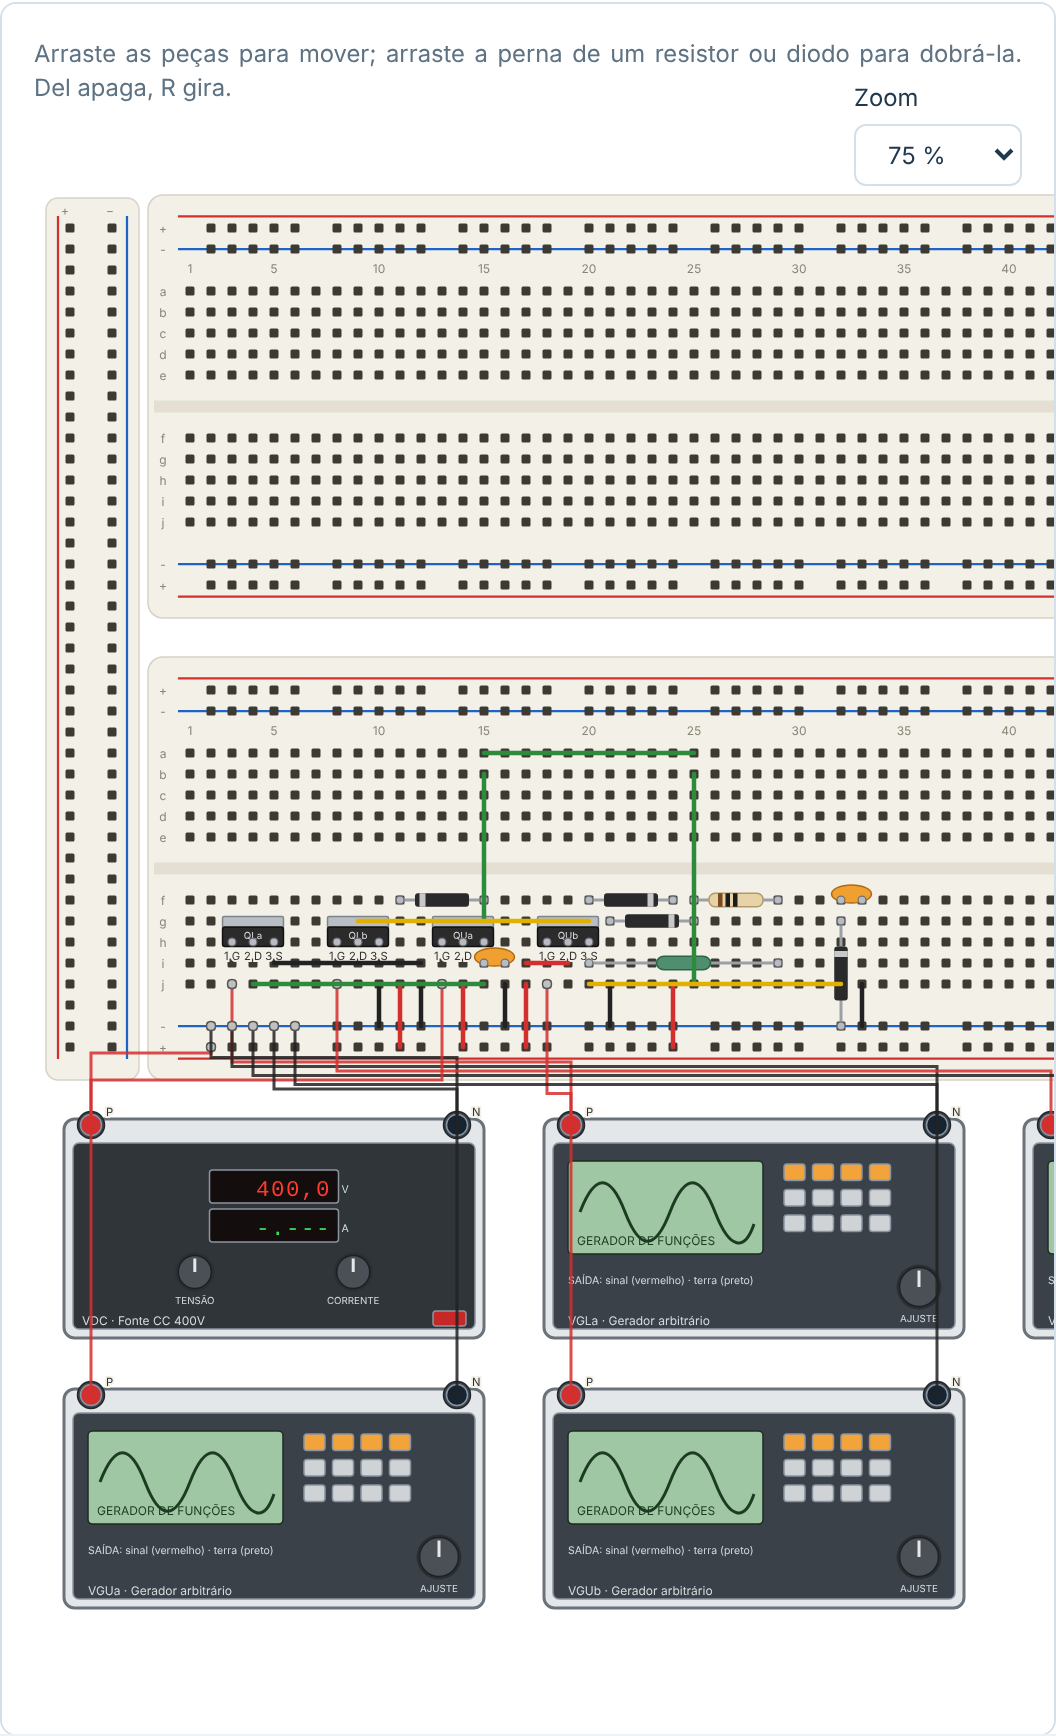 Arraste as peças para mover; arraste a perna de um resistor ou diodo para dobrá-la.
Del apaga, R gira.
Zoom
75 %
+ −
+
-
1 5 10 15 20 25 30 35 40
a
b
c
d
e
f
g
h
i
j
-
+
+
-
1 5 10 15 20 25 30 35 40
a
b
c
d
e
f
g
QLa QLb QUa QUb
h
1,G 2,D 3,S 1,G 2,D 3,S 1,G 2,D 1,G 2,D 3,S
i
j
-
+
P N P N
400,0 V
-.--- A
TENSÃO CORRENTE
VDC · Fonte CC 400V
GERADOR DE FUNÇÕES
SAÍDA: sinal (vermelho) · terra (preto)
AJUSTE
VGLa · Gerador arbitrário
P N P N
GERADOR DE FUNÇÕES
SAÍDA: sinal (vermelho) · terra (preto)
AJUSTE
VGUa · Gerador arbitrário
GERADOR DE FUNÇÕES
SAÍDA: sinal (vermelho) · terra (preto)
AJUSTE
VGUb · Gerador arbitrário